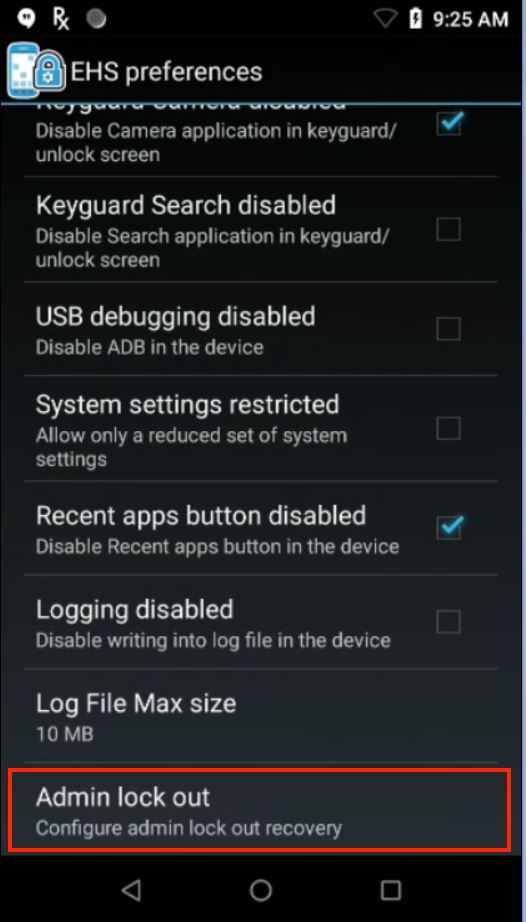 9:25 AM
EHS preferences
Keyguard Camera disabled
Disable Camera application in keyguard/
unlock screen
Keyguard Search disabled
Disable Search application in keyguard/
unlock screen
USB debugging disabled
Disable ADB in the device
System settings restricted
Allow only a reduced set of system
settings
Recent apps button disabled
Disable Recent apps button in the device
Logging disabled
Disable writing into log file in the device
Log File Max size
10 MB
Admin lock out
Configure admin lock out recovery